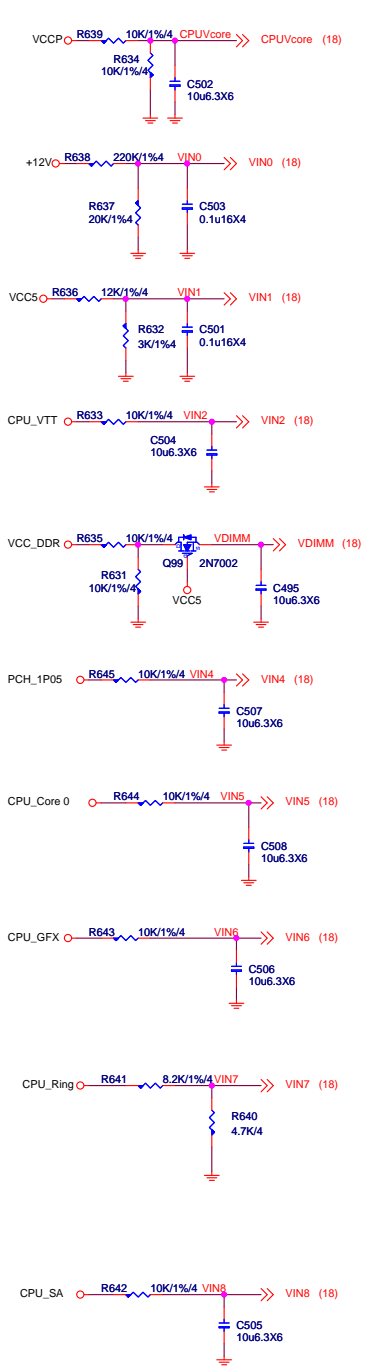 VCCP R639 10K/1%/4 CPUVcore CPUVcore (18)
R634
10K/1%/4
C502
10u6.3X6
+12V R638 220K/1%4 VIN0 VIN0 (18)
R637
20K/1%4
C503
0.1u16X4
VCC5 R636 12K/1%/4 VIN1 VIN1 (18)
R632
3K/1%4
C501
0.1u16X4
CPU_VTT R633 10K/1%/4 VIN2 VIN2 (18)
C504
10u6.3X6
VCC_DDR R635 10K/1%/4 VDIMM VDIMM (18)
R631
10K/1%/4
Q99 2N7002
VCC5
C495
10u6.3X6
PCH_1P05 R645 10K/1%/4 VIN4 VIN4 (18)
C507
10u6.3X6
CPU_Core 0 R644 10K/1%/4 VIN5 VIN5 (18)
C508
10u6.3X6
CPU_GFX R643 10K/1%/4 VIN6 VIN6 (18)
C506
10u6.3X6
CPU_Ring R641 8.2K/1%/4 VIN7 VIN7 (18)
R640
4.7K/4
CPU_SA R642 10K/1%/4 VIN8 VIN8 (18)
C505
10u6.3X6